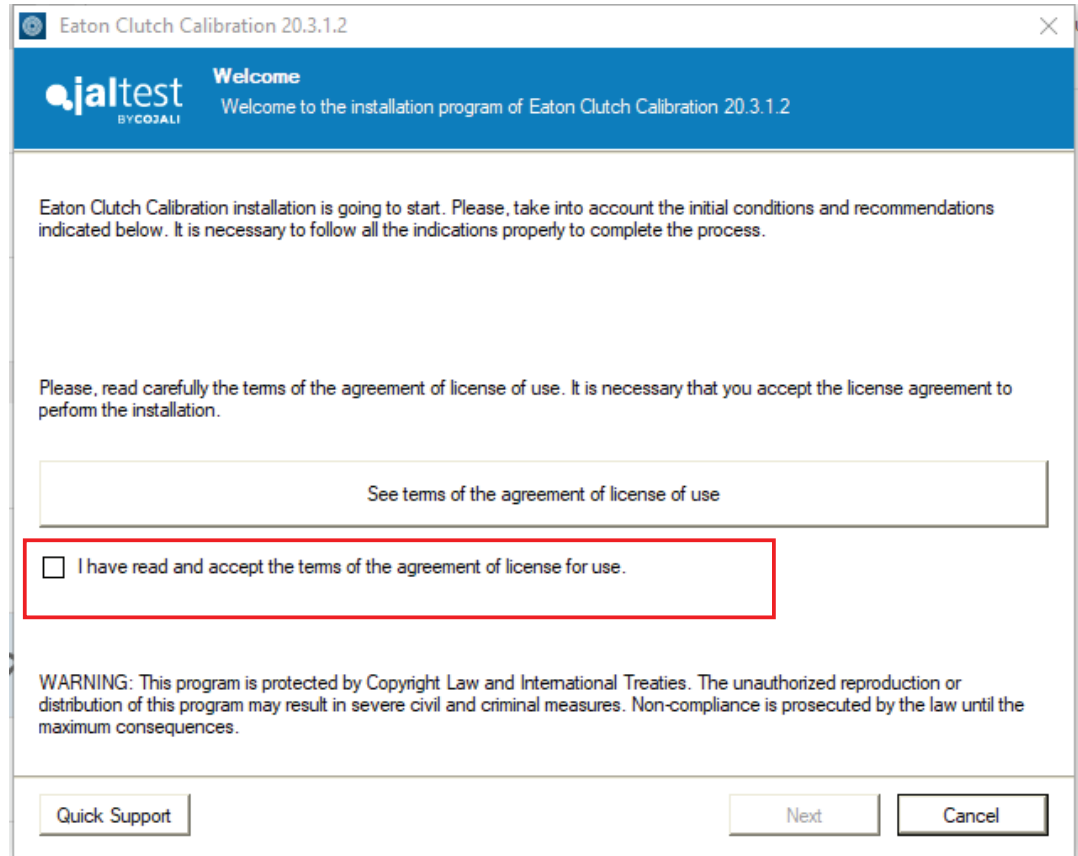 Eaton Clutch Calibration 20.3.1.2
jaltest
BY COJALI
Welcome
Welcome to the installation program of Eaton Clutch Calibration 20.3.1.2
Eaton Clutch Calibration installation is going to start. Please, take into account the initial conditions and recommendations
indicated below. It is necessary to follow all the indications properly to complete the process.
Please, read carefully the terms of the agreement of license of use. It is necessary that you accept the license agreement to
perform the installation.
See terms of the agreement of license of use
I have read and accept the terms of the agreement of license for use.
WARNING: This program is protected by Copyright Law and International Treaties. The unauthorized reproduction or
distribution of this program may result in severe civil and criminal measures. Non-compliance is prosecuted by the law until the
maximum consequences.
Quick Support
Next
Cancel